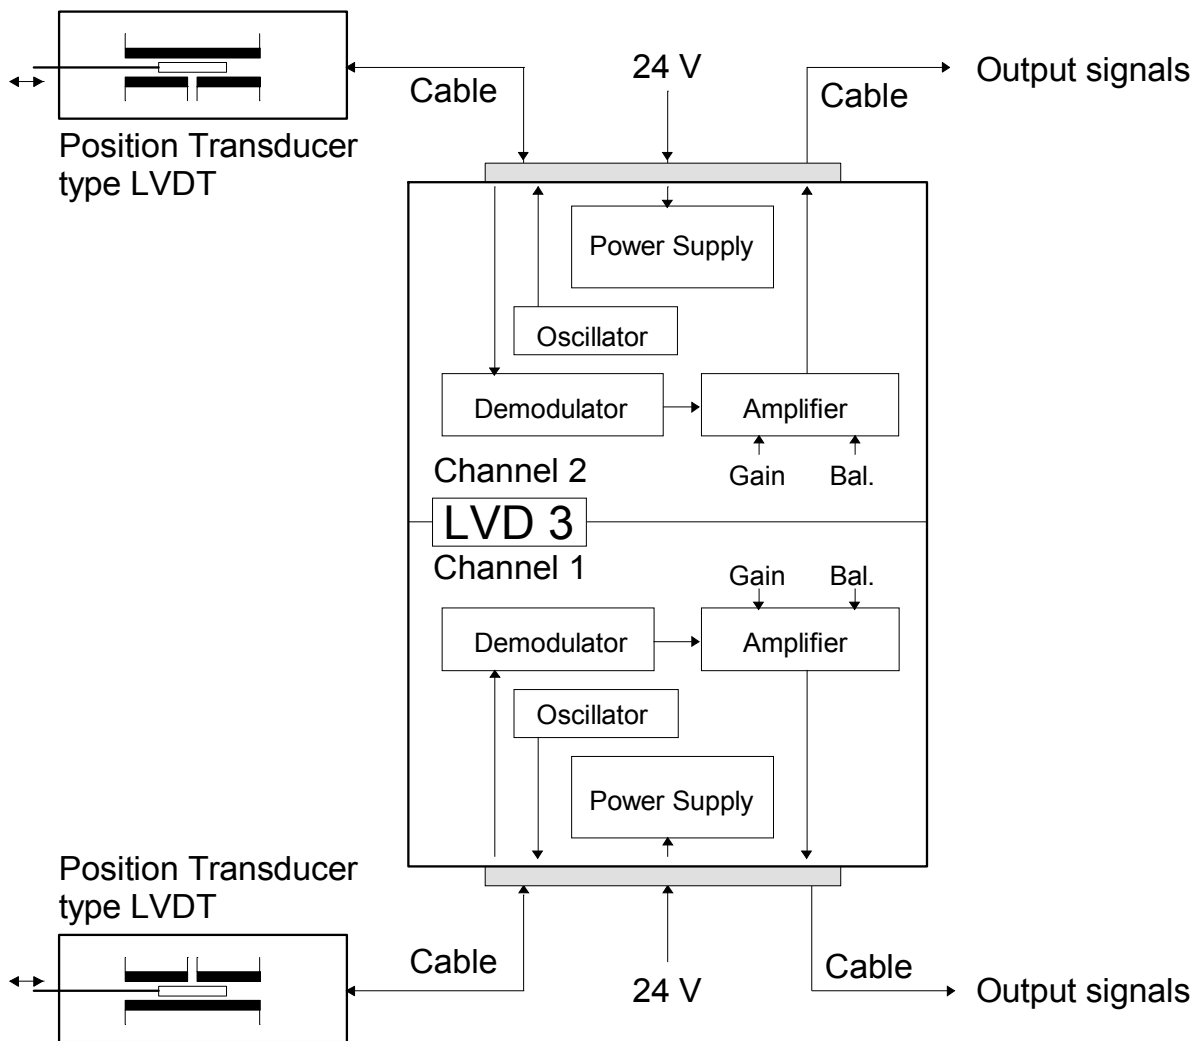 24 V
Output signals
Cable
Cable
Position Transducer
type LVDT
Power Supply
Oscillator
Demodulator
Amplifier
Channel 2
Gain
Bal.
LVD 3
Channel 1
Gain
Bal.
Demodulator
Amplifier
Oscillator
Power Supply
Position Transducer
type LVDT
Cable
24 V
Cable
Output signals